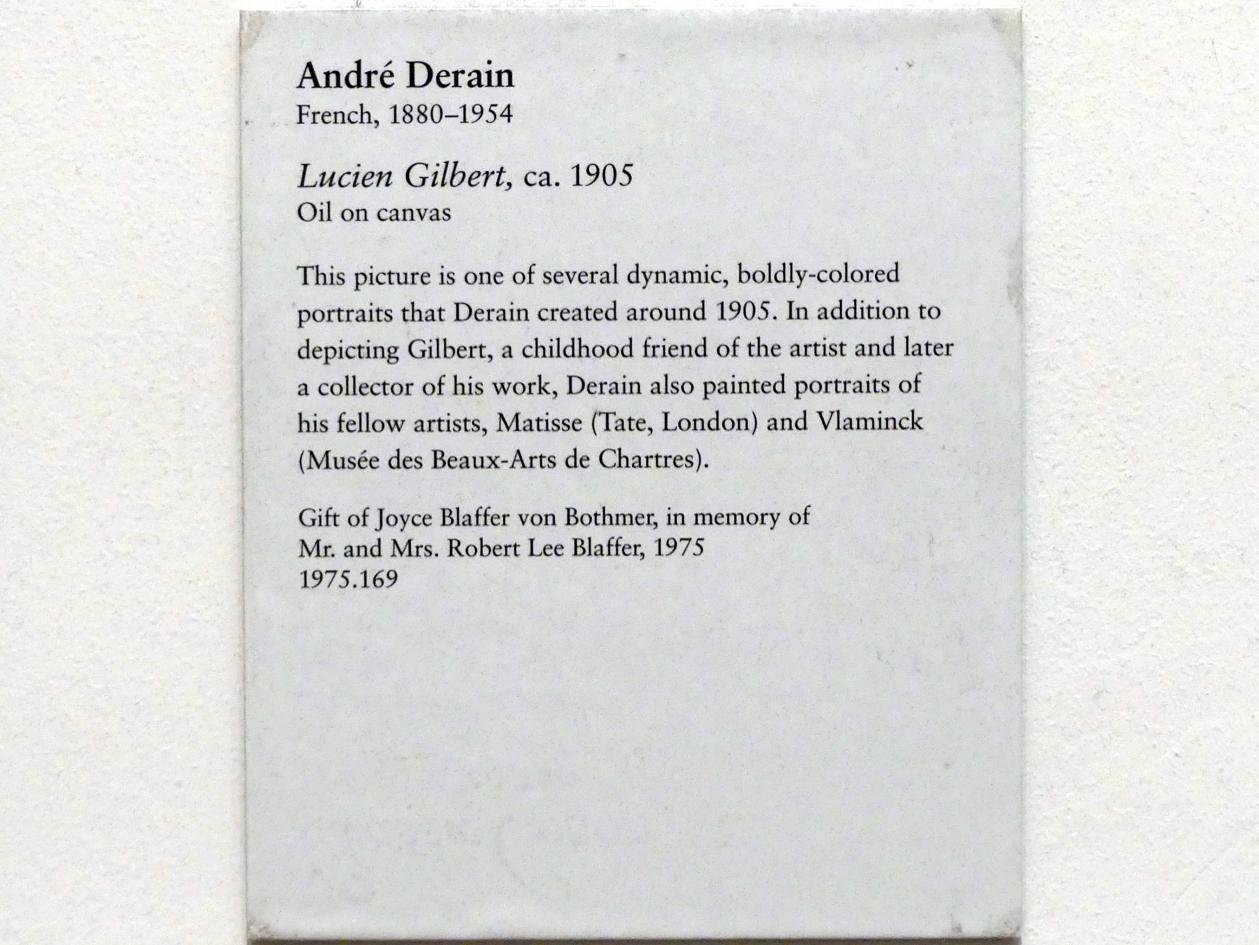 André Derain
French, 1880–1954
Lucien Gilbert, ca. 1905
Oil on canvas
This picture is one of several dynamic, boldly-colored
portraits that Derain created around 1905. In addition to
depicting Gilbert, a childhood friend of the artist and later
a collector of his work, Derain also painted portraits of
his fellow artists, Matisse (Tate, London) and Vlaminck
(Musée des Beaux-Arts de Chartres).
Gift of Joyce Blaffer von Bothmer, in memory of
Mr. and Mrs. Robert Lee Blaffer, 1975
1975.169